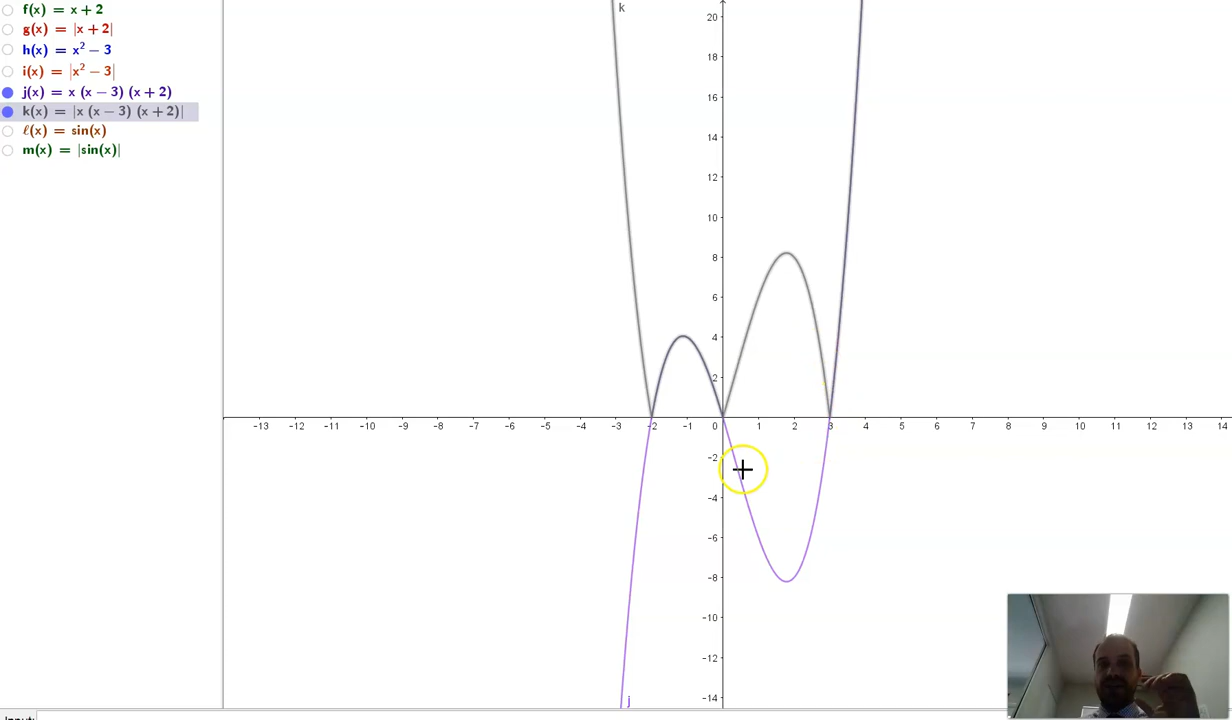 f(x) = x + 2
g(x) = |x + 2|
h(x) = x² − 3
i(x) = |x² − 3|
j(x) = x (x − 3) (x + 2)
k(x) = |x (x − 3) (x + 2)|
ℓ(x) = sin(x)
m(x) = |sin(x)|
k
20
18
16
14
12
10
8
6
4
2
-13 -12 -11 -10 -9 -8 -7 -6 -5 -4 -3 -2 -1 0 1 2 3 4 5 6 7 8 9 10 11 12 13 14
-2
-4
-6
-8
-10
-12
-14
j
Input: